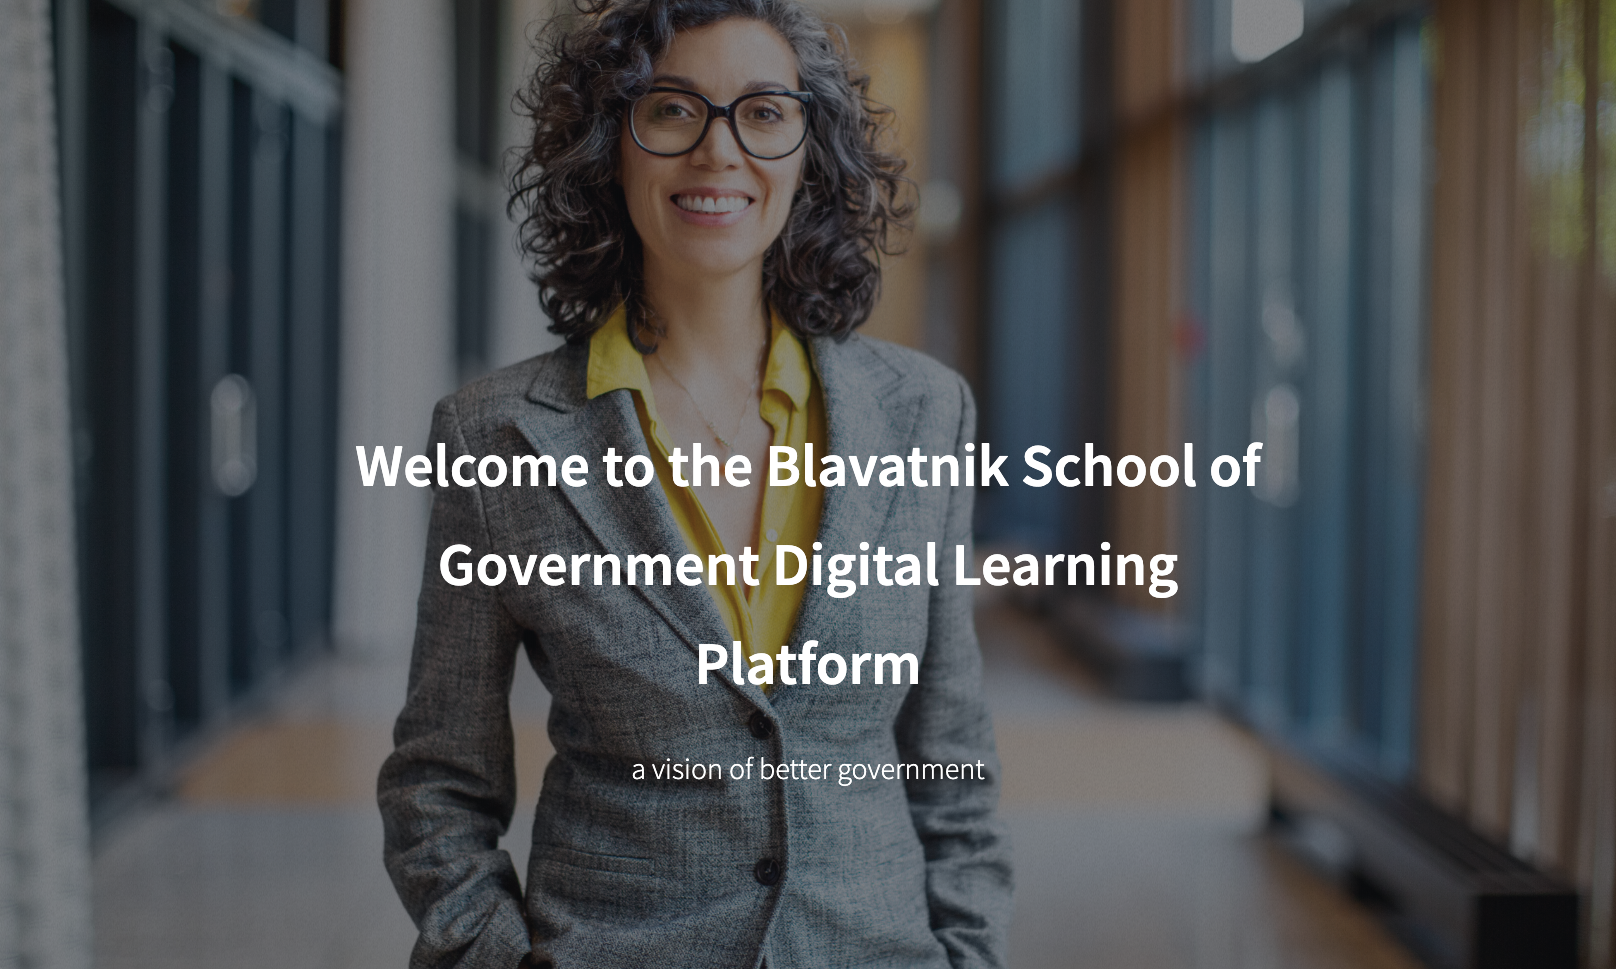 Welcome to the Blavatnik School of
Government Digital Learning
Platform
a vision of better government